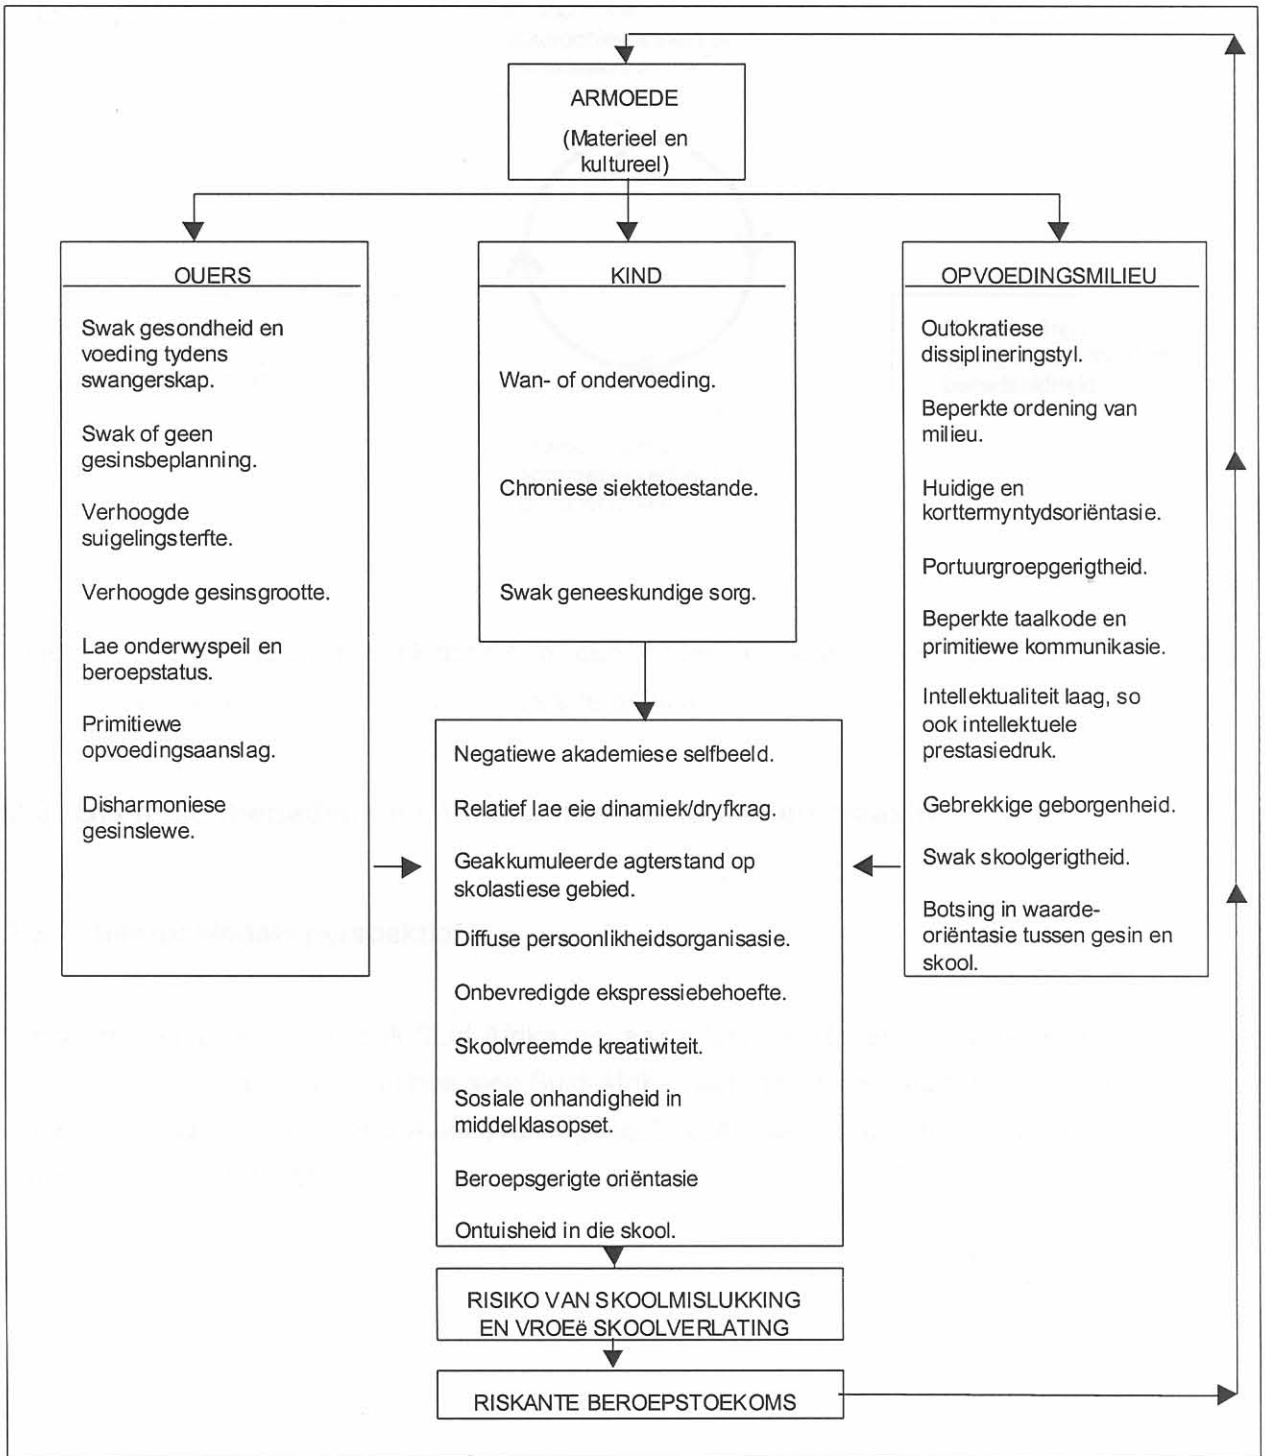 ARMOEDE
(Materieel en
kultureel)
OUERS
Swak gesondheid en
voeding tydens
swangerskap.
Swak of geen
gesinsbeplanning.
Verhoogde
suigelingsterfte.
Verhoogde gesinsgrootte.
Lae onderwyspeil en
beroepstatus.
Primitiewe
opvoedingsaanslag.
Disharmoniese
gesinslewe.
KIND
Wan- of ondervoeding.
Chroniese siektetoestande.
Swak geneeskundige sorg.
OPVOEDINGSMILIEU
Outokratiese
dissiplineringstyl.
Beperkte ordening van
milieu.
Huidige en
korttermyntydsoriëntasie.
Portuurgroepgerigtheid.
Beperkte taalkode en
primitiewe kommunikasie.
Intellektualiteit laag, so
ook intellektuele
prestasiedruk.
Gebrekkige geborgenheid.
Swak skoolgerigtheid.
Botsing in waarde-
oriëntasie tussen gesin en
skool.
Negatiewe akademiese selfbeeld.
Relatief lae eie dinamiek/dryfkrag.
Geakkumuleerde agterstand op
skolastiese gebied.
Diffuse persoonlikheidsorganisasie.
Onbevredigde ekspressiebehoefte.
Skoolvreemde kreatiwiteit.
Sosiale onhandigheid in
middelklasopset.
Beroepsgerigte oriëntasie
Ontuisheid in die skool.
RISIKO VAN SKOOLMISLUKKING
EN VROEë SKOOLVERLATING
RISKANTE BEROEPSTOEKOMS